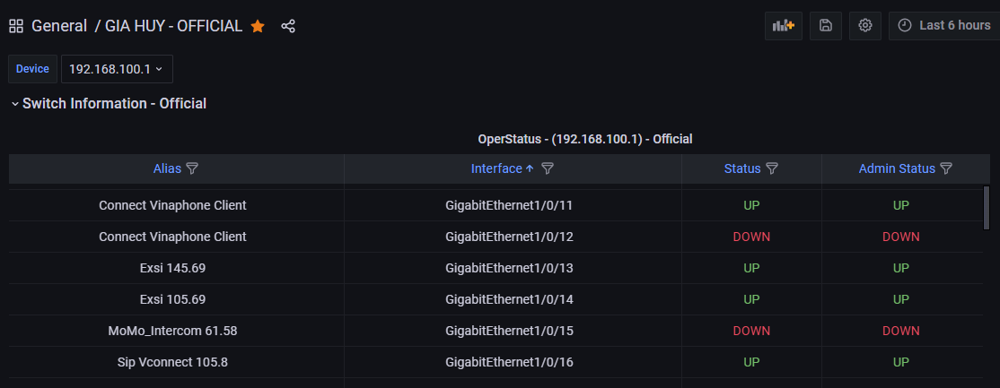 General / GIA HUY - OFFICIAL
Last 6 hours
Device 192.168.100.1
Switch Information - Official
OperStatus - (192.168.100.1) - Official
Alias Interface Status Admin Status
Connect Vinaphone Client GigabitEthernet1/0/11 UP UP
Connect Vinaphone Client GigabitEthernet1/0/12 DOWN DOWN
Exsi 145.69 GigabitEthernet1/0/13 UP UP
Exsi 105.69 GigabitEthernet1/0/14 UP UP
MoMo_Intercom 61.58 GigabitEthernet1/0/15 DOWN DOWN
Sip Vconnect 105.8 GigabitEthernet1/0/16 UP UP